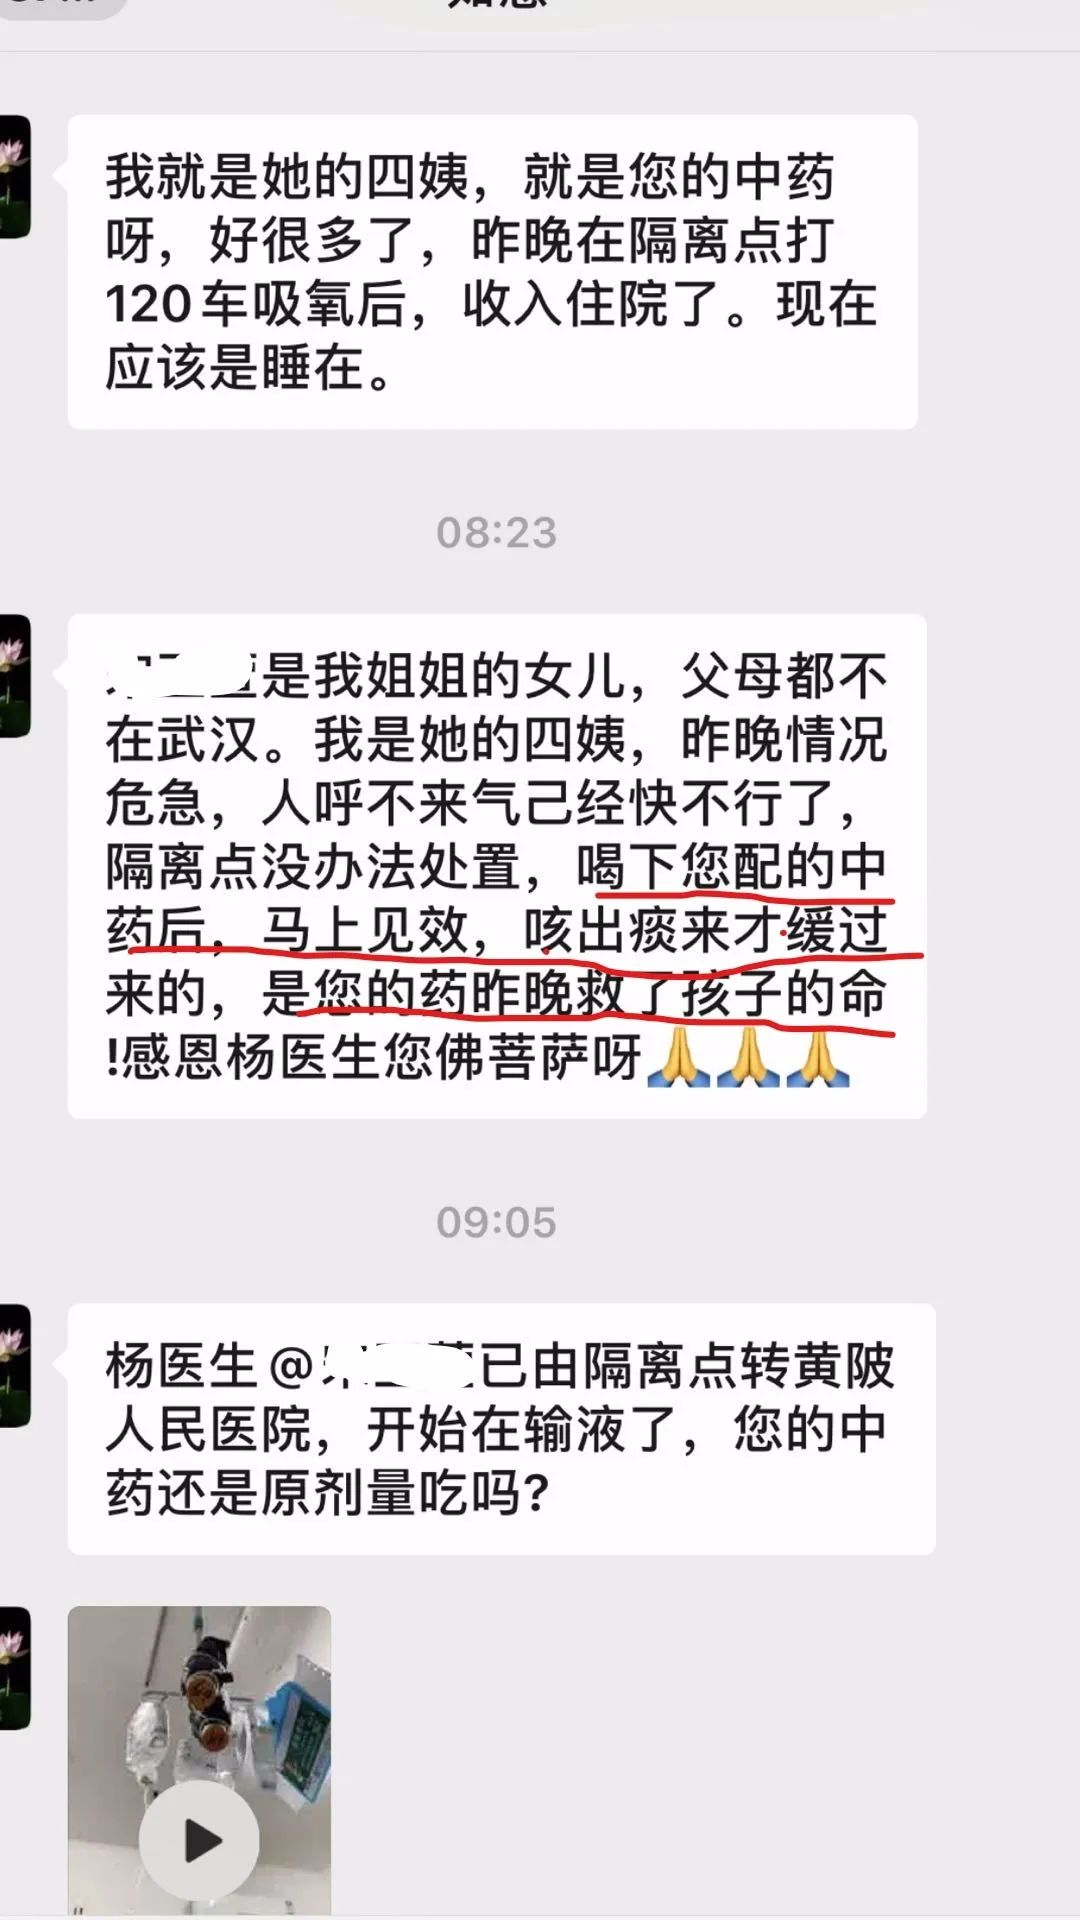 我就是她的四姨，就是您的中药
呀，好很多了，昨晚在隔离点打
120车吸氧后，收入住院了。现在
应该是睡在。
08:23
是我姐姐的女儿，父母都不
在武汉。我是她的四姨，昨晚情况
危急，人呼不来气己经快不行了，
隔离点没办法处置，喝下您配的中
药后，马上见效，咳出痰来才缓过
来的，是您的药昨晚救了孩子的命
!感恩杨医生您佛菩萨呀🙏🙏🙏
09:05
杨医生@已由隔离点转黄陂
人民医院，开始在输液了，您的中
药还是原剂量吃吗?